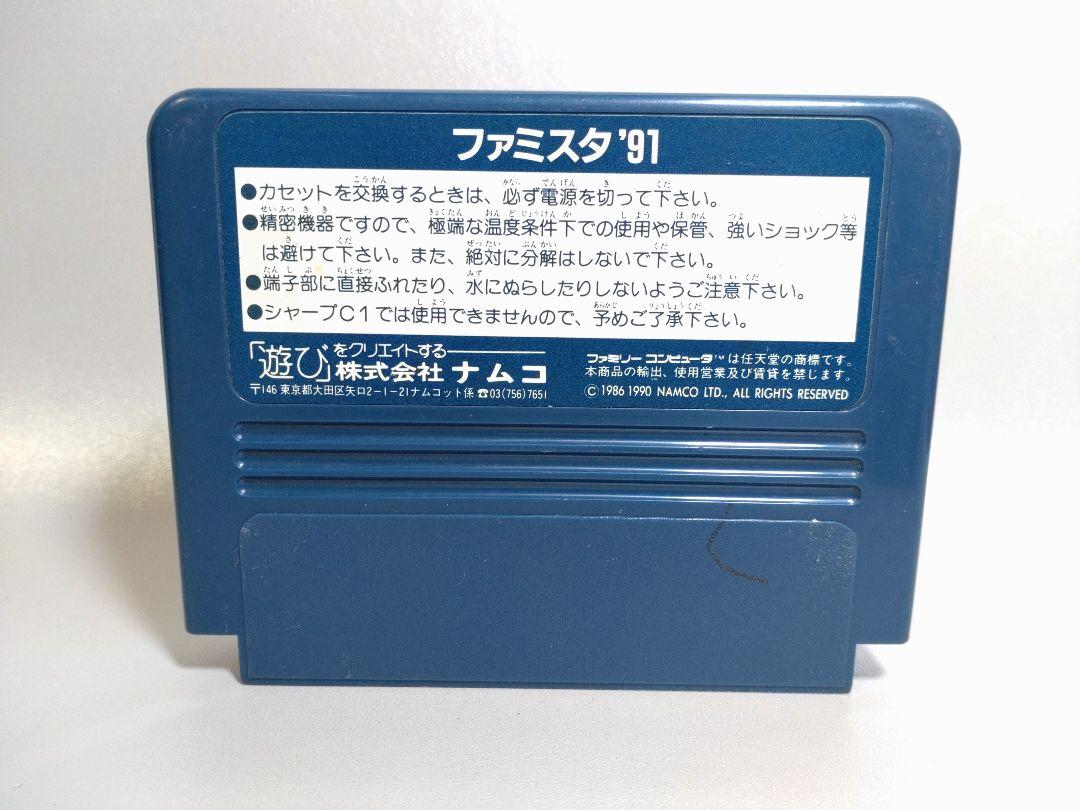 ファミスタ '91
●カセットを交換するときは、必ず電源を切って下さい。
●精密機器ですので、極端な温度条件下での使用や保管、強いショック等
は避けて下さい。また、絶対に分解はしないで下さい。
●端子部に直接ふれたり、水にぬらしたりしないようご注意下さい。
●シャープC1では使用できませんので、予めご了承下さい。
「遊び」をクリエイトする
株式会社 ナムコ
〒146 東京都大田区矢口2-1-21ナムコット係 ☎03(756)7651
ファミリー コンピュータ™は任天堂の商標です。
本商品の輸出、使用営業及び賃貸を禁じます。
©1986 1990 NAMCO LTD., ALL RIGHTS RESERVED